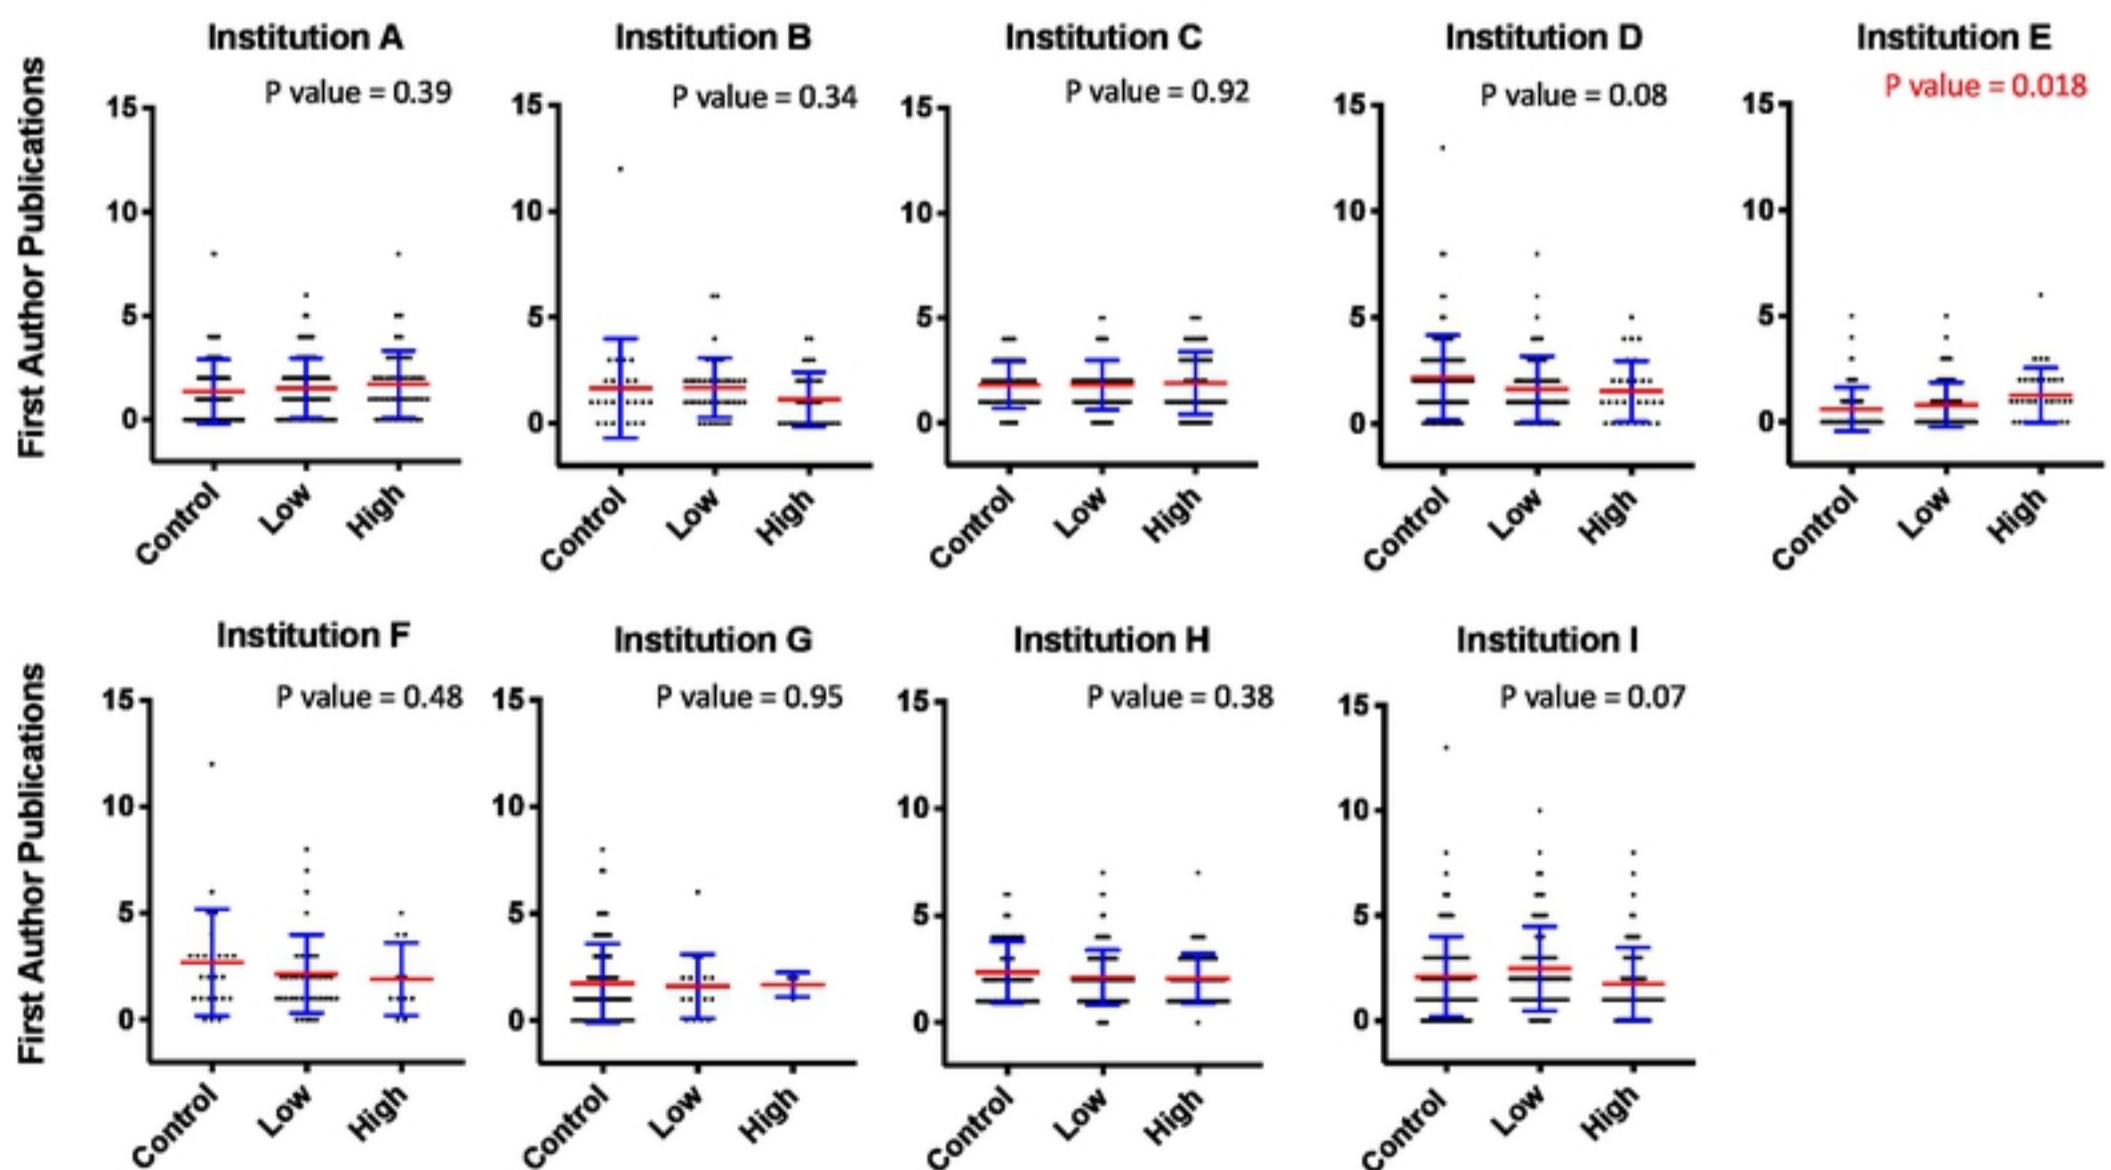 Institution A
P value = 0.39
First Author Publications
15
10
5
0
Control
Low
High
Institution B
P value = 0.34
15
10
5
0
Control
Low
High
Institution C
P value = 0.92
15
10
5
0
Control
Low
High
Institution D
P value = 0.08
15
10
5
0
Control
Low
High
Institution E
P value = 0.018
15
10
5
0
Control
Low
High
Institution F
P value = 0.48
First Author Publications
15
10
5
0
Control
Low
High
Institution G
P value = 0.95
15
10
5
0
Control
Low
High
Institution H
P value = 0.38
15
10
5
0
Control
Low
High
Institution I
P value = 0.07
15
10
5
0
Control
Low
High